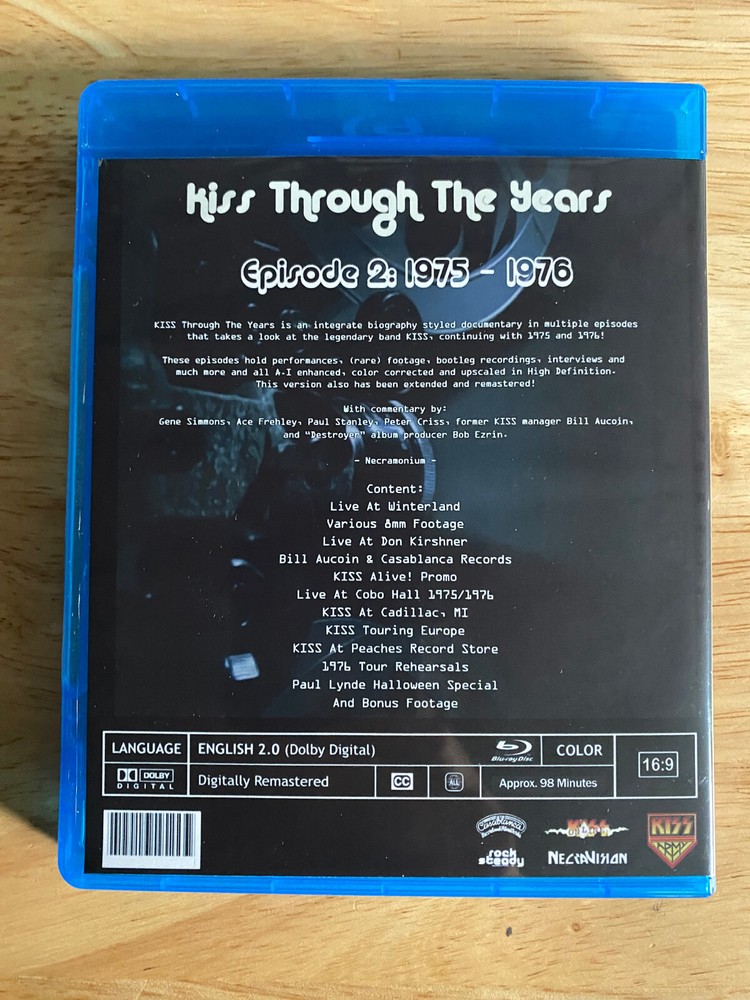 Kiss Through The Years
Episode 2: 1975 - 1976
KISS Through The Years is an integrate biography styled documentary in multiple episodes
that takes a look at the legendary band KISS, continuing with 1975 and 1976!
These episodes hold performances, (rare) footage, bootleg recordings, interviews and
much more and all A.I enhanced, color corrected and upscaled in High Definition.
This version also has been extended and remastered!
With commentary by:
Gene Simmons, Ace Frehley, Paul Stanley, Peter Criss, former KISS manager Bill Aucoin,
and "Destroyer" album producer Bob Ezrin.
- Necramonium -
Content:
Live At Winterland
Various 8mm Footage
Live At Don Kirshner
Bill Aucoin & Casablanca Records
KISS Alive! Promo
Live At Cobo Hall 1975/1976
KISS At Cadillac, MI
KISS Touring Europe
KISS At Peaches Record Store
1976 Tour Rehearsals
Paul Lynde Halloween Special
And Bonus Footage
LANGUAGE ENGLISH 2.0 (Dolby Digital) Blu-ray Disc COLOR 16:9
DOLBY DIGITAL Digitally Remastered CC ALL Approx. 98 Minutes
Casablanca KISS KISS ARMY
rock steady NECRAVISION